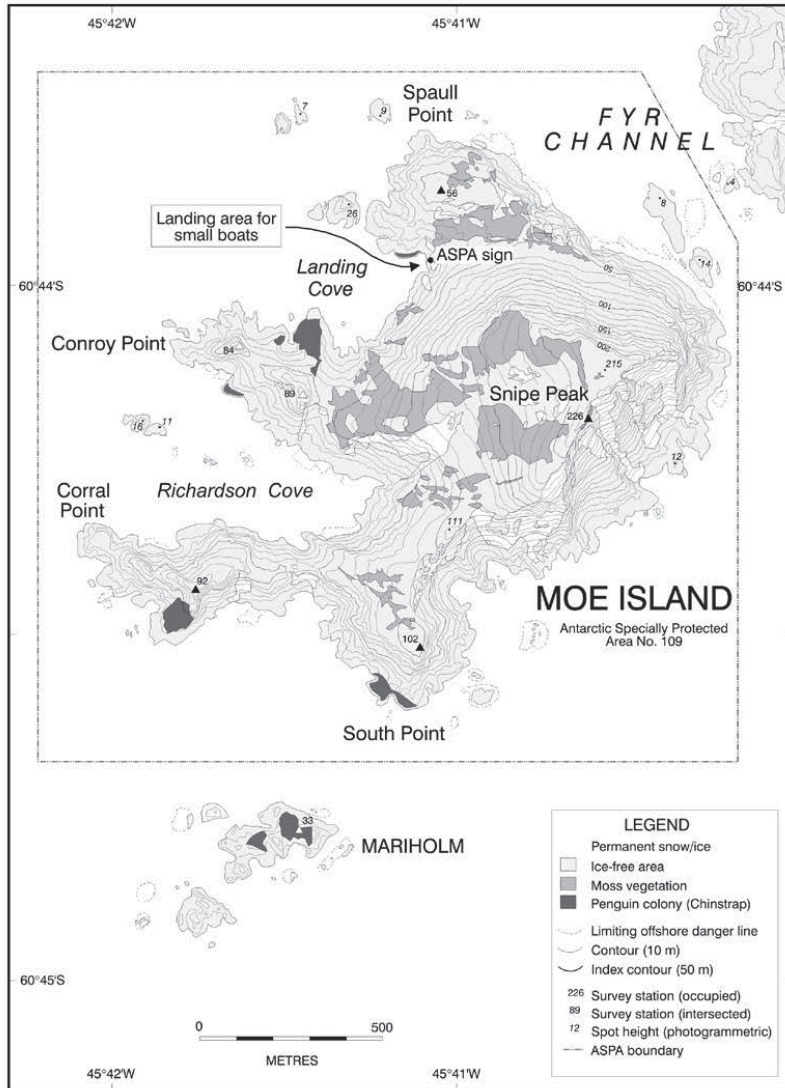 45°42'W
45°41'W
Spaull
Point
FYR
CHANNEL
7
9
4
56
8
26
Landing area for
small boats
ASPA sign
14
Landing
Cove
60°44'S
60°44'S
50
100
150
200
Conroy Point
84
215
89
Snipe Peak
226
16
11
12
Corral
Point
Richardson Cove
111
92
MOE ISLAND
Antarctic Specially Protected
Area No. 109
102
South Point
33
MARIHOLM
LEGEND
Permanent snow/ice
Ice-free area
Moss vegetation
Penguin colony (Chinstrap)
Limiting offshore danger line
Contour (10 m)
Index contour (50 m)
226 Survey station (occupied)
89 Survey station (intersected)
12 Spot height (photogrammetric)
ASPA boundary
60°45'S
0
500
METRES
45°42'W
45°41'W